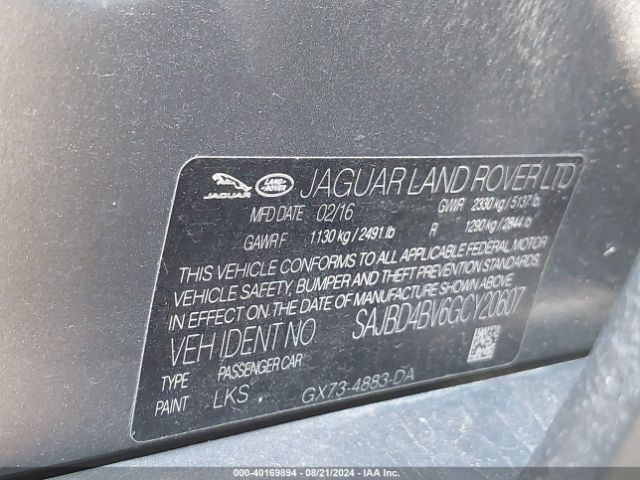 JAGUAR LAND-ROVER JAGUAR LAND ROVER LTD
MFD DATE 02/16 GVWR 2330 kg / 5137 lb
GAWR F 1130 kg / 2491 lb R 1290 kg / 2844 lb
THIS VEHICLE CONFORMS TO ALL APPLICABLE FEDERAL MOTOR
VEHICLE SAFETY, BUMPER AND THEFT PREVENTION STANDARDS
IN EFFECT ON THE DATE OF MANUFACTURE SHOWN ABOVE.
VEH IDENT NO SAJBD4BV6GCY20607
TYPE PASSENGER CAR
PAINT LKS GX73-4883-DA
000-40169894 | 08/21/2024 - IAA Inc.